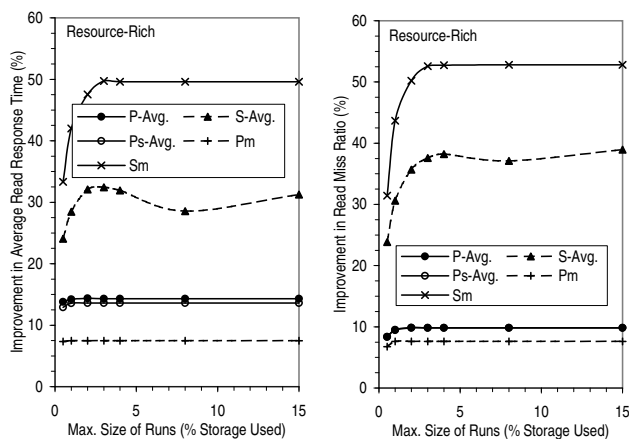 Resource-Rich
Improvement in Average Read Response Time (%)
60
50
40
30
20
10
0
P-Avg.
S-Avg.
Ps-Avg.
Pm
Sm
0
5
10
15
Max. Size of Runs (% Storage Used)
Resource-Rich
Improvement in Read Miss Ratio (%)
60
50
40
30
20
10
0
P-Avg.
S-Avg.
Ps-Avg.
Pm
Sm
0
5
10
15
Max. Size of Runs (% Storage Used)